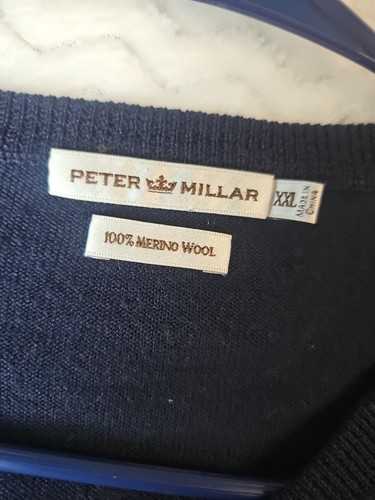 PETER MILLAR
XXL
MADE IN
CHINA
100% MERINO WOOL